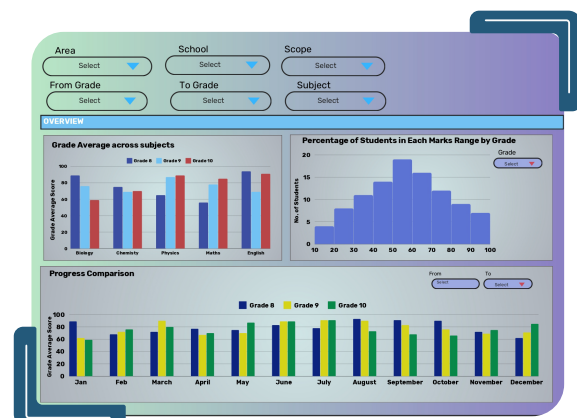 Area School Scope
Select Select Select
From Grade To Grade Subject
Select Select Select
OVERVIEW
Grade Average across subjects
Grade 8 Grade 9 Grade 10
Grade Average Score
100
80
60
40
20
0
Biology Chemisty Physics Maths English
Percentage of Students in Each Marks Range by Grade
Grade
Select
No. of Students
20
15
10
5
0
10 20 30 40 50 60 70 80 90 100
Progress Comparison
From To
Select Select
Grade 8 Grade 9 Grade 10
Grade Average Score
100
80
60
40
20
0
Jan Feb March April May June July August September October November December